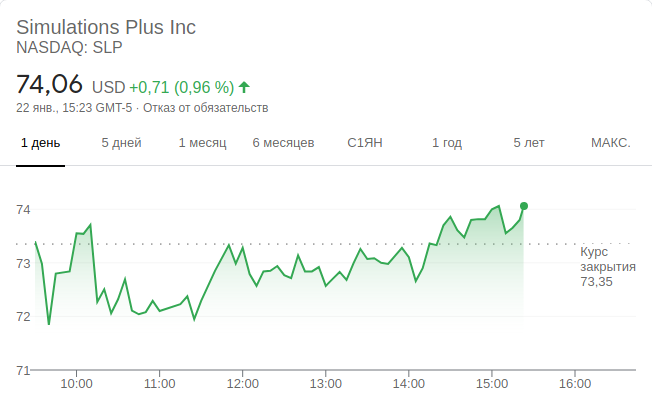 Simulations Plus Inc
NASDAQ: SLP
74,06 USD +0,71 (0,96 %)
22 янв., 15:23 GMT-5 · Отказ от обязательств
1 день 5 дней 1 месяц 6 месяцев С1ЯН 1 год 5 лет МАКС.
74
Курс
закрытия
73,35
73
72
71
10:00 11:00 12:00 13:00 14:00 15:00 16:00